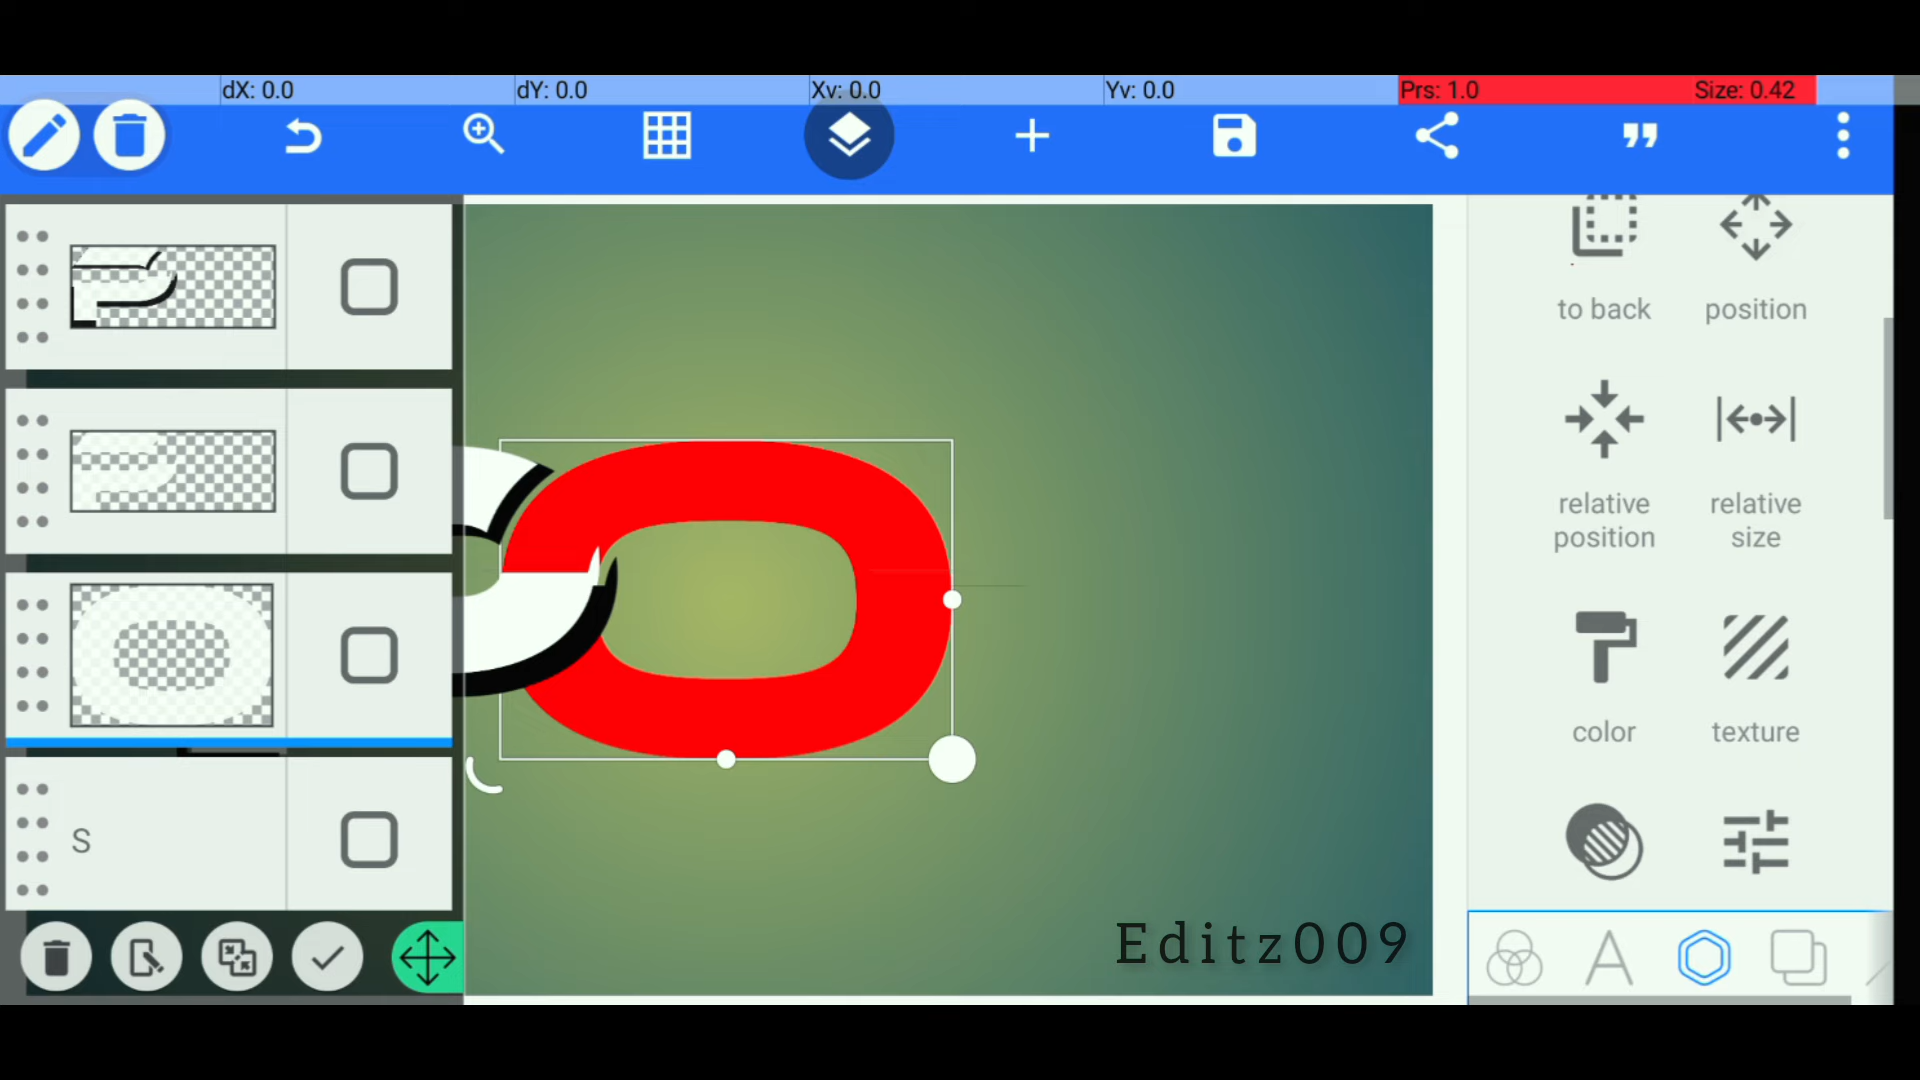 dX: 0.0 dY: 0.0 Xv: 0.0 Yv: 0.0 Prs: 1.0 Size: 0.42
to back position
relative position
relative size
color texture
S
Editz009